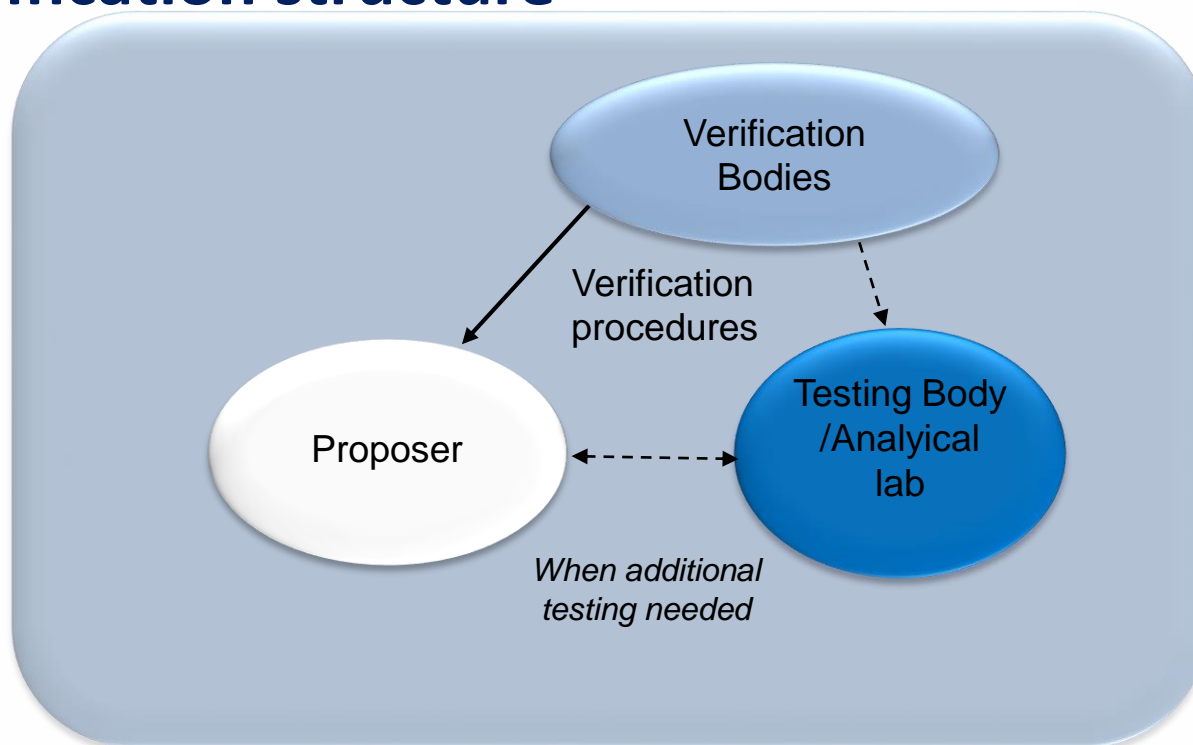 Verification
Bodies
Verification
procedures
Proposer
Testing Body
/Analyical
lab
When additional
testing needed